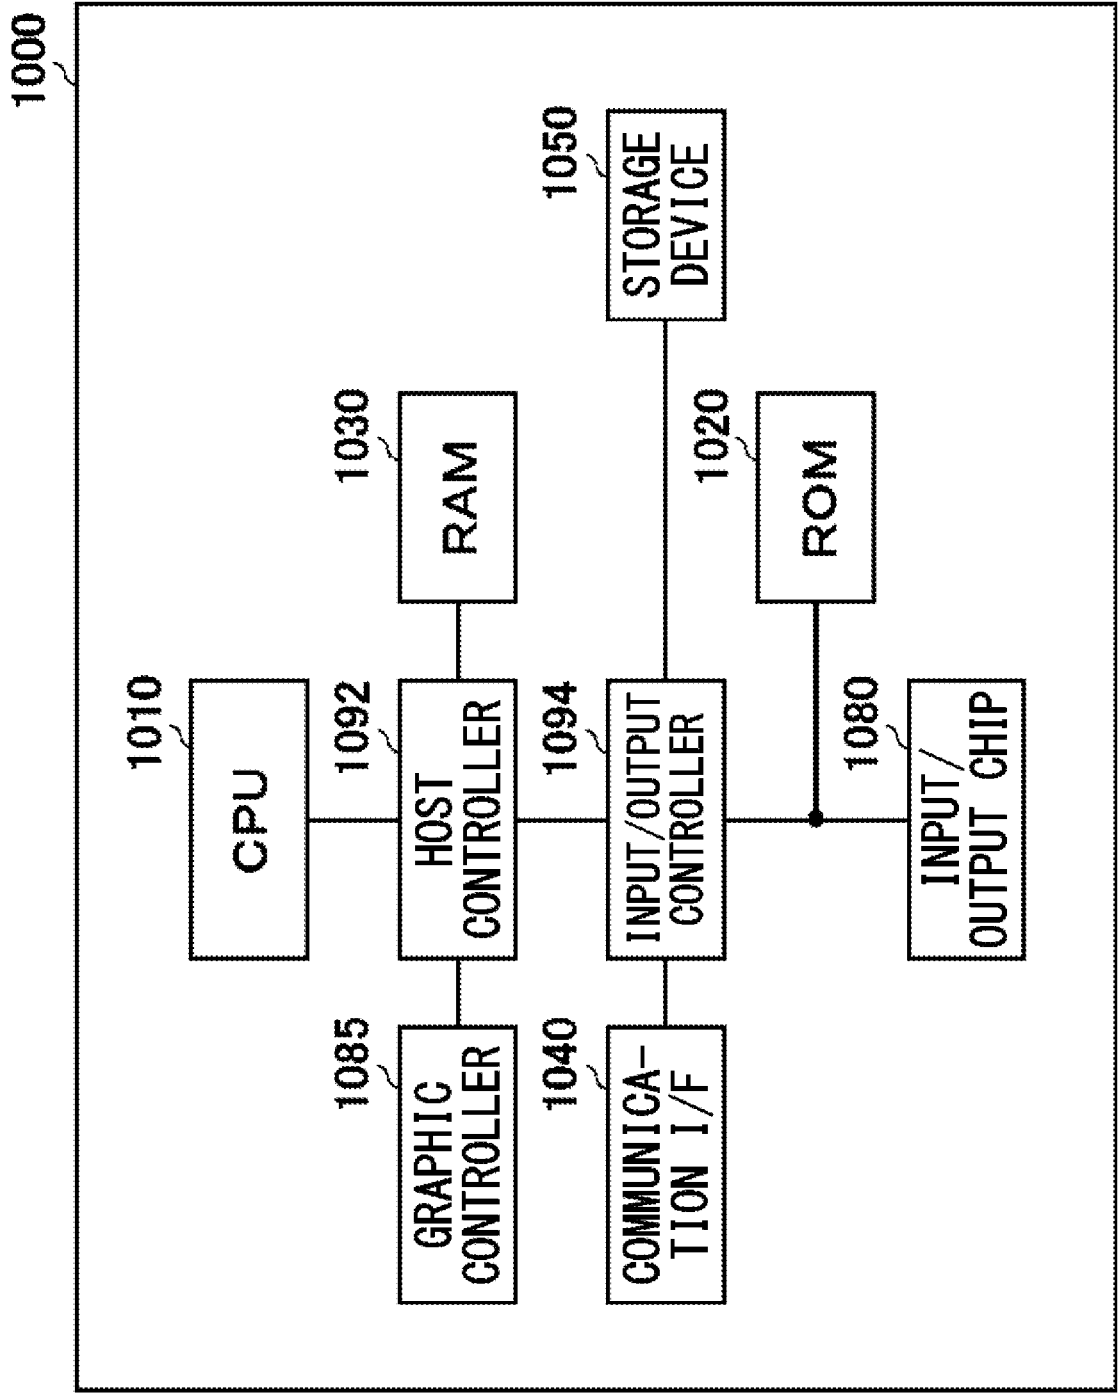 1000
1010
CPU
1085
GRAPHIC
CONTROLLER
1092
HOST
CONTROLLER
1030
RAM
1040
COMMUNICA-
TION I/F
1094
INPUT/OUTPUT
CONTROLLER
1050
STORAGE
DEVICE
1020
ROM
1080
INPUT/
OUTPUT CHIP